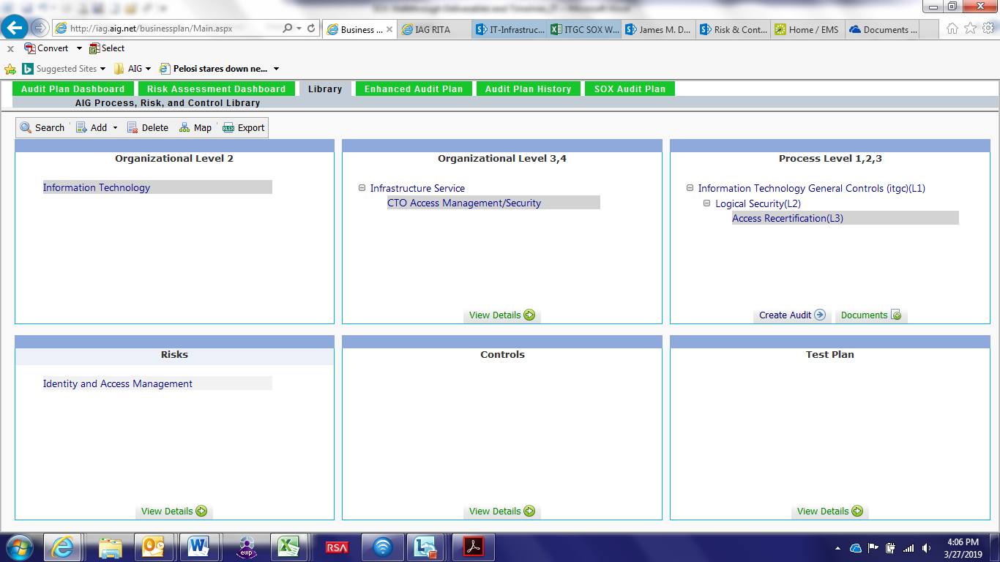 http://iag.aig.net/businessplan/Main.aspx
Business ...
IAG RITA
IT-Infrastruc...
ITGC SOX W...
James M. D...
Risk & Cont...
Home / EMS
Documents ...
x Convert Select
Suggested Sites AIG Pelosi stares down ne...
Audit Plan Dashboard Risk Assessment Dashboard Library Enhanced Audit Plan Audit Plan History SOX Audit Plan
AIG Process, Risk, and Control Library
Search Add Delete Map Export
Organizational Level 2
Information Technology
Organizational Level 3,4
Infrastructure Service
CTO Access Management/Security
View Details
Process Level 1,2,3
Information Technology General Controls (itgc)(L1)
Logical Security(L2)
Access Recertification(L3)
Create Audit Documents
Risks
Identity and Access Management
View Details
Controls
View Details
Test Plan
View Details
ewp
RSA
4:06 PM
3/27/2019